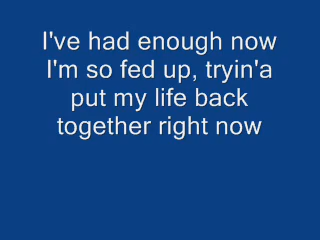 I've had enough now
I'm so fed up, tryin'a
put my life back
together right now